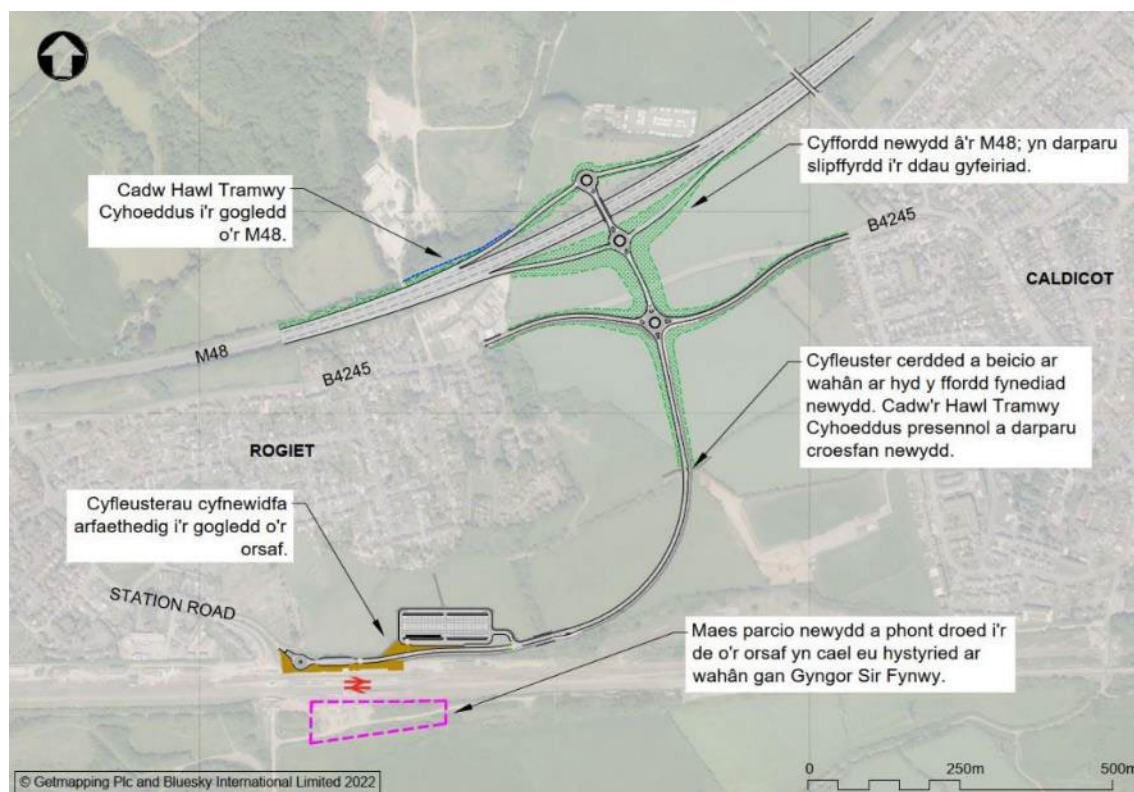 Cyffordd newydd â'r M48; yn darparu
slipffyrdd i'r ddau gyfeiriad.
Cadw Hawl Tramwy
Cyhoeddus i'r gogledd
o'r M48.
B4245
CALDICOT
M48
B4245
Cyfleuster cerdded a beicio ar
wahân ar hyd y ffordd fynediad
newydd. Cadw'r Hawl Tramwy
Cyhoeddus presennol a darparu
croesfan newydd.
ROGIET
Cyfleusterau cyfnewidfa
arfaethedig i'r gogledd o'r
orsaf.
STATION ROAD
Maes parcio newydd a phont droed i'r
de o'r orsaf yn cael eu hystyried ar
wahân gan Gyngor Sir Fynwy.
© Getmapping Plc and Bluesky International Limited 2022
0 250m 500m